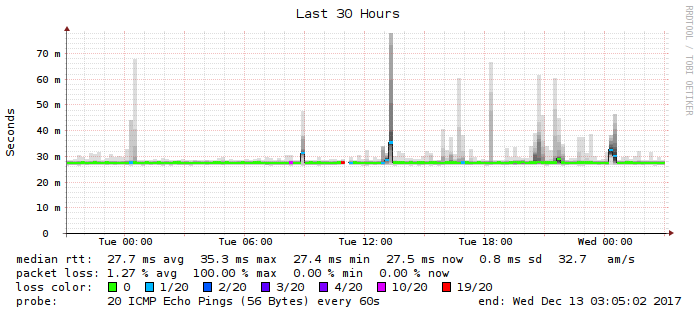 Last 30 Hours
RRDTOOL / TOBI OETIKER
Seconds
70 m
60 m
50 m
40 m
30 m
20 m
10 m
0
Tue 00:00 Tue 06:00 Tue 12:00 Tue 18:00 Wed 00:00
median rtt: 27.7 ms avg 35.3 ms max 27.4 ms min 27.5 ms now 0.8 ms sd 32.7 am/s
packet loss: 1.27 % avg 100.00 % max 0.00 % min 0.00 % now
loss color: 0 1/20 2/20 3/20 4/20 10/20 19/20
probe: 20 ICMP Echo Pings (56 Bytes) every 60s end: Wed Dec 13 03:05:02 2017